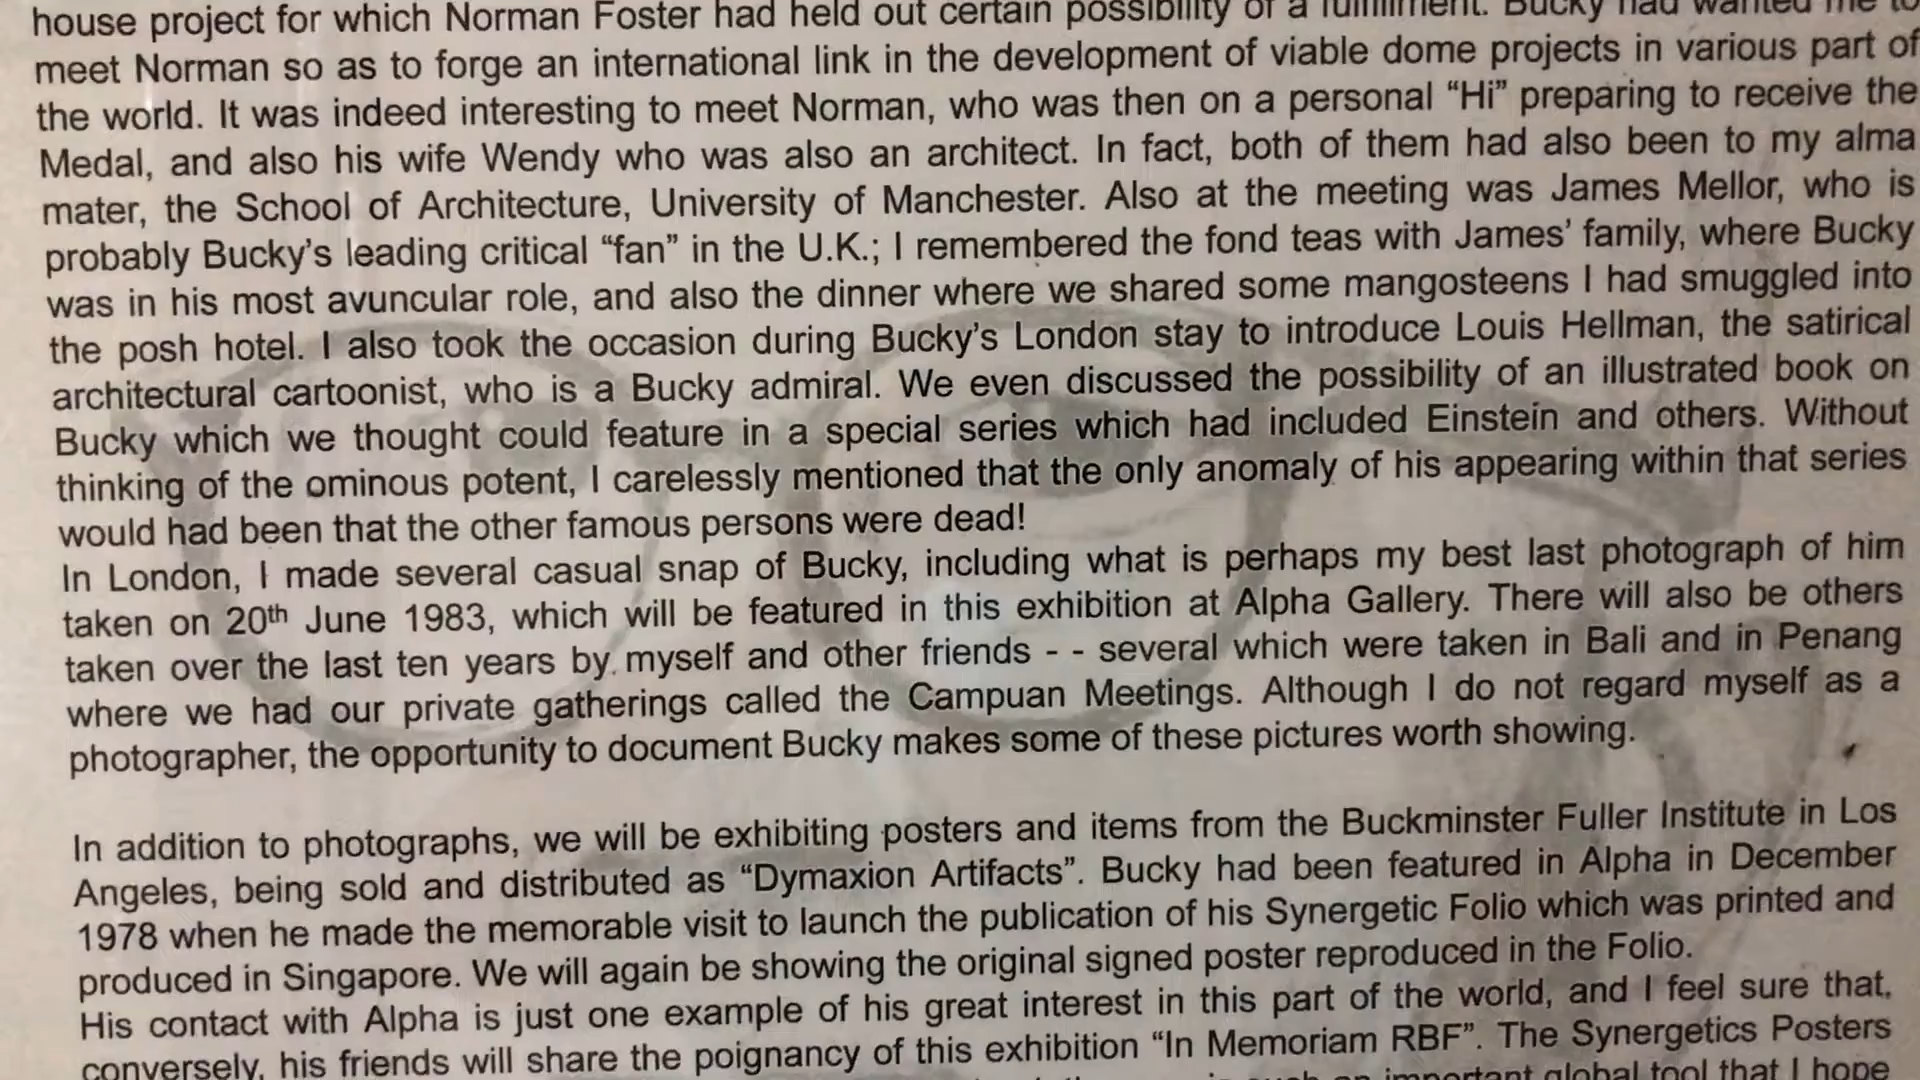 house project for which Norman Foster had held out certain possibility of a fulfillment. Bucky had wanted me to
meet Norman so as to forge an international link in the development of viable dome projects in various part of
the world. It was indeed interesting to meet Norman, who was then on a personal “Hi” preparing to receive the
Medal, and also his wife Wendy who was also an architect. In fact, both of them had also been to my alma
mater, the School of Architecture, University of Manchester. Also at the meeting was James Mellor, who is
probably Bucky’s leading critical “fan” in the U.K.; I remembered the fond teas with James’ family, where Bucky
was in his most avuncular role, and also the dinner where we shared some mangosteens I had smuggled into
the posh hotel. I also took the occasion during Bucky’s London stay to introduce Louis Hellman, the satirical
architectural cartoonist, who is a Bucky admiral. We even discussed the possibility of an illustrated book on
Bucky which we thought could feature in a special series which had included Einstein and others. Without
thinking of the ominous potent, I carelessly mentioned that the only anomaly of his appearing within that series
would had been that the other famous persons were dead!
In London, I made several casual snap of Bucky, including what is perhaps my best last photograph of him
taken on 20th June 1983, which will be featured in this exhibition at Alpha Gallery. There will also be others
taken over the last ten years by myself and other friends - - several which were taken in Bali and in Penang
where we had our private gatherings called the Campuan Meetings. Although I do not regard myself as a
photographer, the opportunity to document Bucky makes some of these pictures worth showing.
In addition to photographs, we will be exhibiting posters and items from the Buckminster Fuller Institute in Los
Angeles, being sold and distributed as “Dymaxion Artifacts”. Bucky had been featured in Alpha in December
1978 when he made the memorable visit to launch the publication of his Synergetic Folio which was printed and
produced in Singapore. We will again be showing the original signed poster reproduced in the Folio.
His contact with Alpha is just one example of his great interest in this part of the world, and I feel sure that,
conversely, his friends will share the poignancy of this exhibition “In Memoriam RBF”. The Synergetics Posters
important global tool that I hope